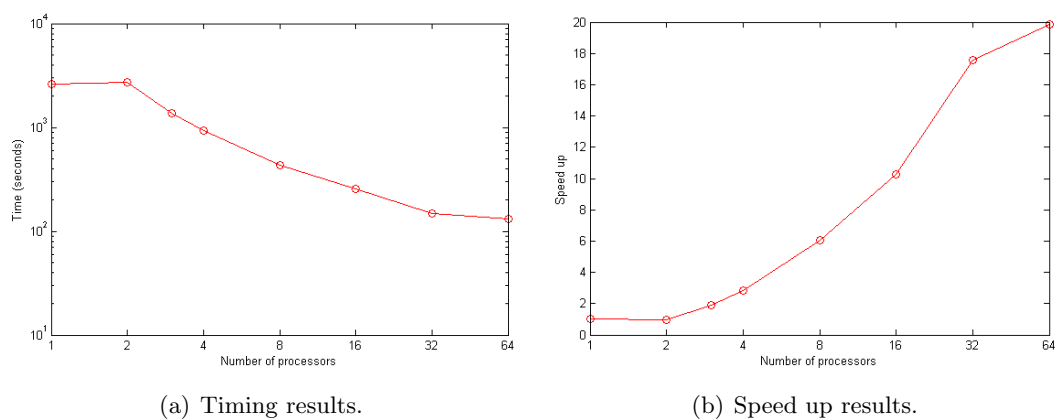 10^4
10^3
10^2
10^1
Time (seconds)
1 2 4 8 16 32 64
Number of processors
(a) Timing results.
20
18
16
14
12
10
8
6
4
2
0
Speed up
1 2 4 8 16 32 64
Number of processors
(b) Speed up results.